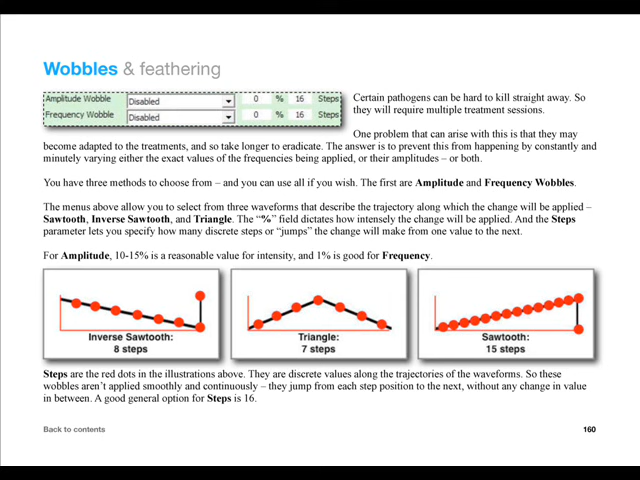 Wobbles & feathering
Amplitude Wobble Disabled 0 % 16 Steps
Frequency Wobble Disabled 0 % 16 Steps
Certain pathogens can be hard to kill straight away. So
they will require multiple treatment sessions.
One problem that can arise with this is that they may
become adapted to the treatments, and so take longer to eradicate. The answer is to prevent this from happening by constantly and
minutely varying either the exact values of the frequencies being applied, or their amplitudes – or both.
You have three methods to choose from – and you can use all if you wish. The first are Amplitude and Frequency Wobbles.
The menus above allow you to select from three waveforms that describe the trajectory along which the change will be applied –
Sawtooth, Inverse Sawtooth, and Triangle. The “%” field dictates how intensely the change will be applied. And the Steps
parameter lets you specify how many discrete steps or “jumps” the change will make from one value to the next.
For Amplitude, 10-15% is a reasonable value for intensity, and 1% is good for Frequency.
Inverse Sawtooth:
8 steps
Triangle:
7 steps
Sawtooth:
15 steps
Steps are the red dots in the illustrations above. They are discrete values along the trajectories of the waveforms. So these
wobbles aren’t applied smoothly and continuously – they jump from each step position to the next, without any change in value
in between. A good general option for Steps is 16.
Back to contents
160